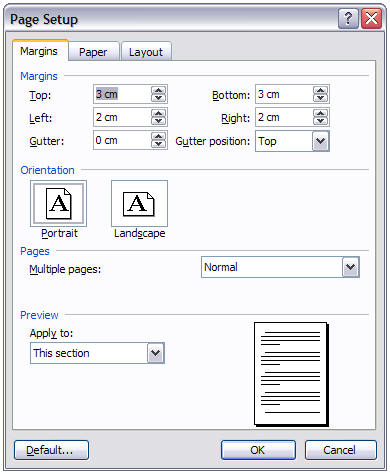 Page Setup
Margins Paper Layout
Margins
Top: 3 cm Bottom: 3 cm
Left: 2 cm Right: 2 cm
Gutter: 0 cm Gutter position: Top
Orientation
A A
Portrait Landscape
Pages
Multiple pages: Normal
Preview
Apply to:
This section
Default... OK Cancel